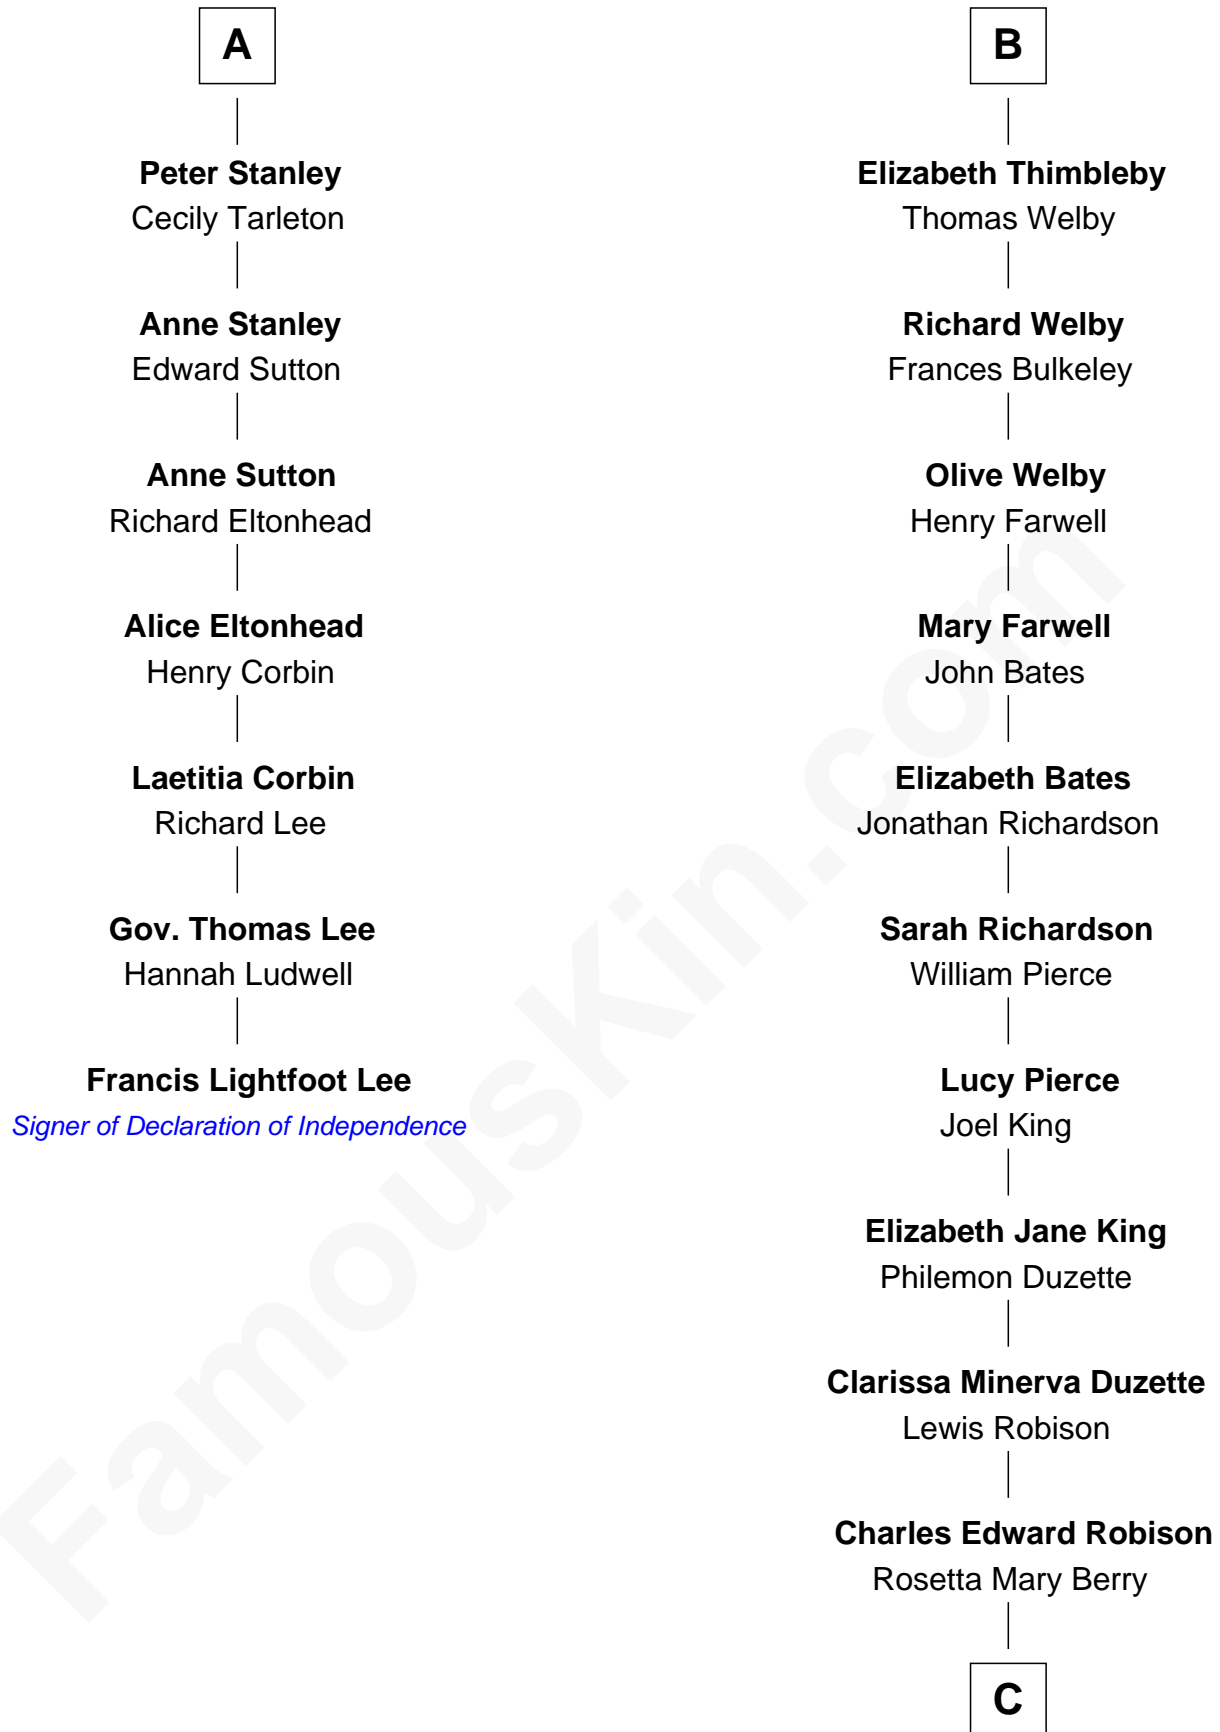 A
Peter Stanley
Cecily Tarleton
Anne Stanley
Edward Sutton
Anne Sutton
Richard Eltonhead
Alice Eltonhead
Henry Corbin
Laetitia Corbin
Richard Lee
Gov. Thomas Lee
Hannah Ludwell
Francis Lightfoot Lee
Signer of Declaration of Independence
B
Elizabeth Thimbleby
Thomas Welby
Richard Welby
Frances Bulkeley
Olive Welby
Henry Farwell
Mary Farwell
John Bates
Elizabeth Bates
Jonathan Richardson
Sarah Richardson
William Pierce
Lucy Pierce
Joel King
Elizabeth Jane King
Philemon Duzette
Clarissa Minerva Duzette
Lewis Robison
Charles Edward Robison
Rosetta Mary Berry
C
FamousKin.com